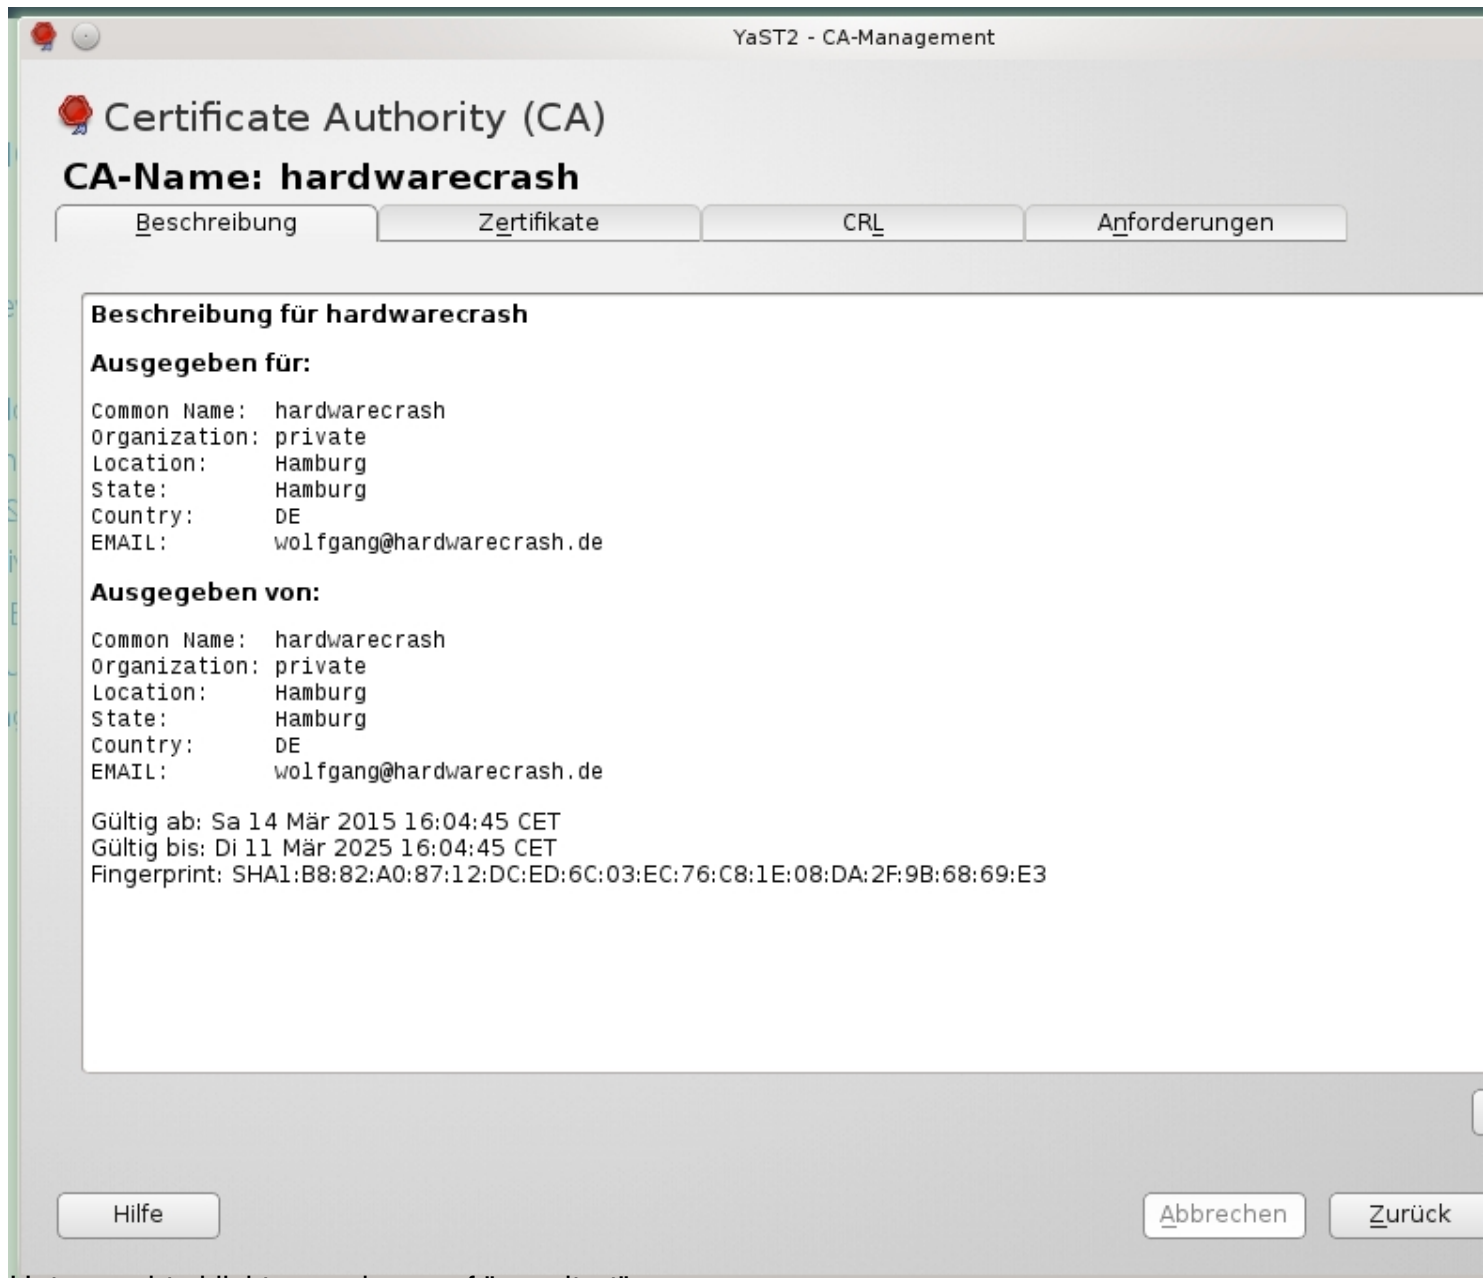 YaST2 - CA-Management
Certificate Authority (CA)
CA-Name: hardwarecrash
Beschreibung Zertifikate CRL Anforderungen
Beschreibung für hardwarecrash
Ausgegeben für:
Common Name: hardwarecrash
Organization: private
Location: Hamburg
State: Hamburg
Country: DE
EMAIL: wolfgang@hardwarecrash.de
Ausgegeben von:
Common Name: hardwarecrash
Organization: private
Location: Hamburg
State: Hamburg
Country: DE
EMAIL: wolfgang@hardwarecrash.de
Gültig ab: Sa 14 Mär 2015 16:04:45 CET
Gültig bis: Di 11 Mär 2025 16:04:45 CET
Fingerprint: SHA1:B8:82:A0:87:12:DC:ED:6C:03:EC:76:C8:1E:08:DA:2F:9B:68:69:E3
Hilfe Abbrechen Zurück